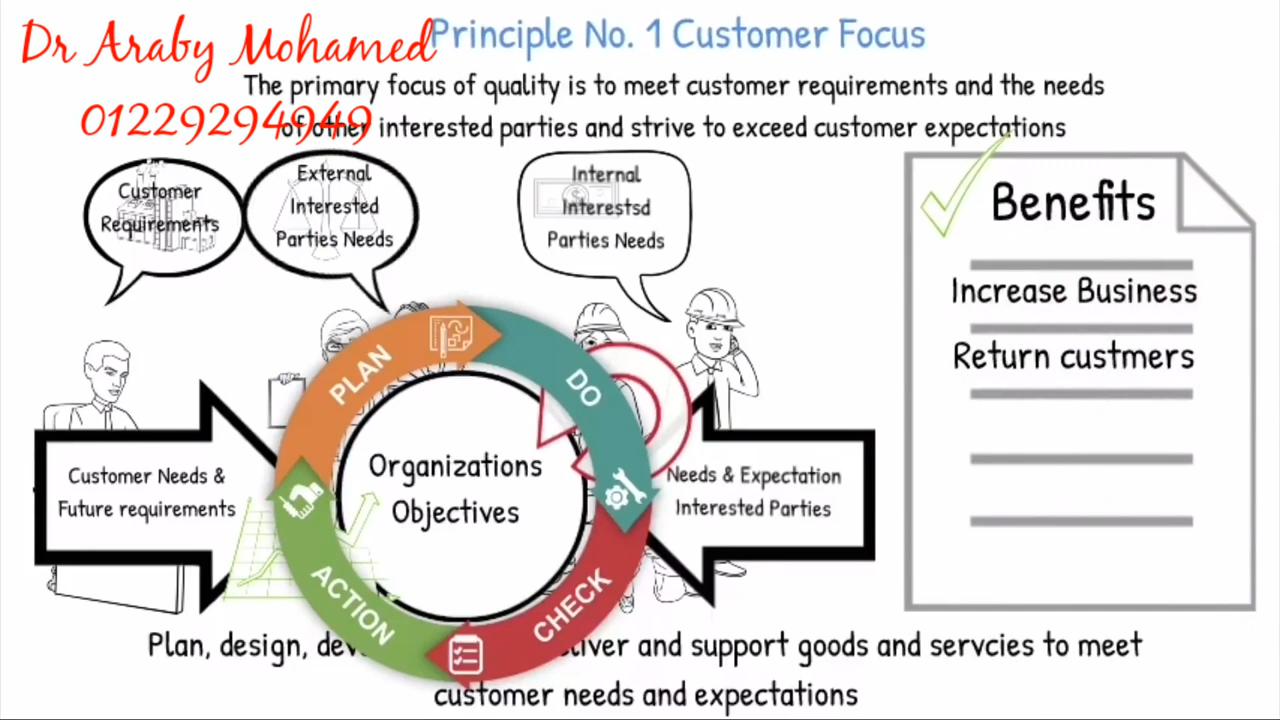 Dr Araby Mohamed
01229294949
Principle No. 1 Customer Focus
The primary focus of quality is to meet customer requirements and the needs
of other interested parties and strive to exceed customer expectations
Customer
Requirements
External
Interested
Parties Needs
Internal
Interestsd
Parties Needs
Benefits
Increase Business
Return custmers
PLAN
DO
CHECK
ACTION
Organizations
Objectives
Customer Needs &
Future requirements
Needs & Expectation
Interested Parties
Plan, design, and support goods and servcies to meet
customer needs and expectations